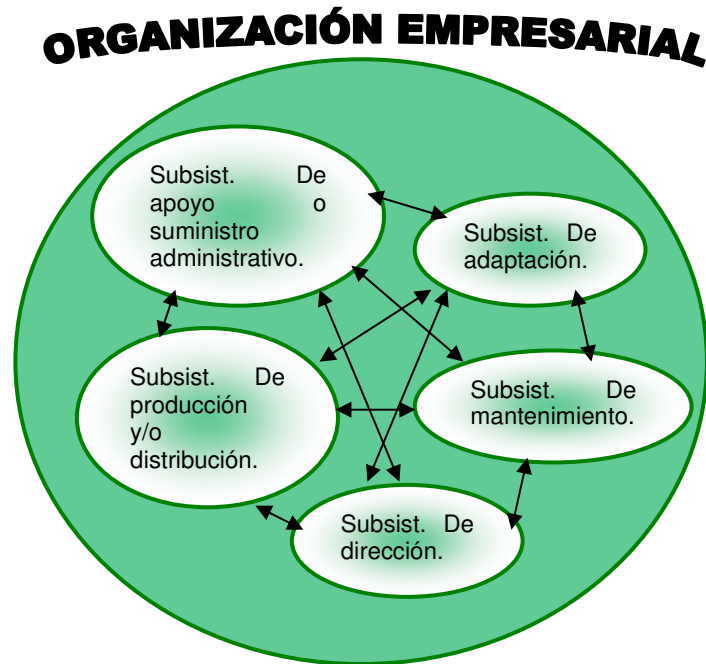 ORGANIZACIÓN EMPRESARIAL
Subsist. De
apoyo o
suministro
administrativo.
Subsist. De
adaptación.
Subsist. De
producción
y/o
distribución.
Subsist. De
mantenimiento.
Subsist. De
dirección.